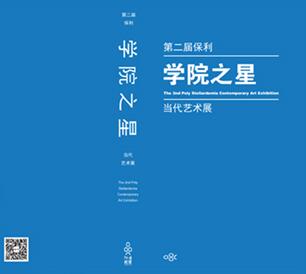 第二届
保利
学院之星
当代
艺术展
The 2nd Poly
Stellardemia
Contemporary
Art Exhibition
第二届保利
学院之星
The 2nd Poly Stellardemia Contemporary Art Exhibition
当代艺术展